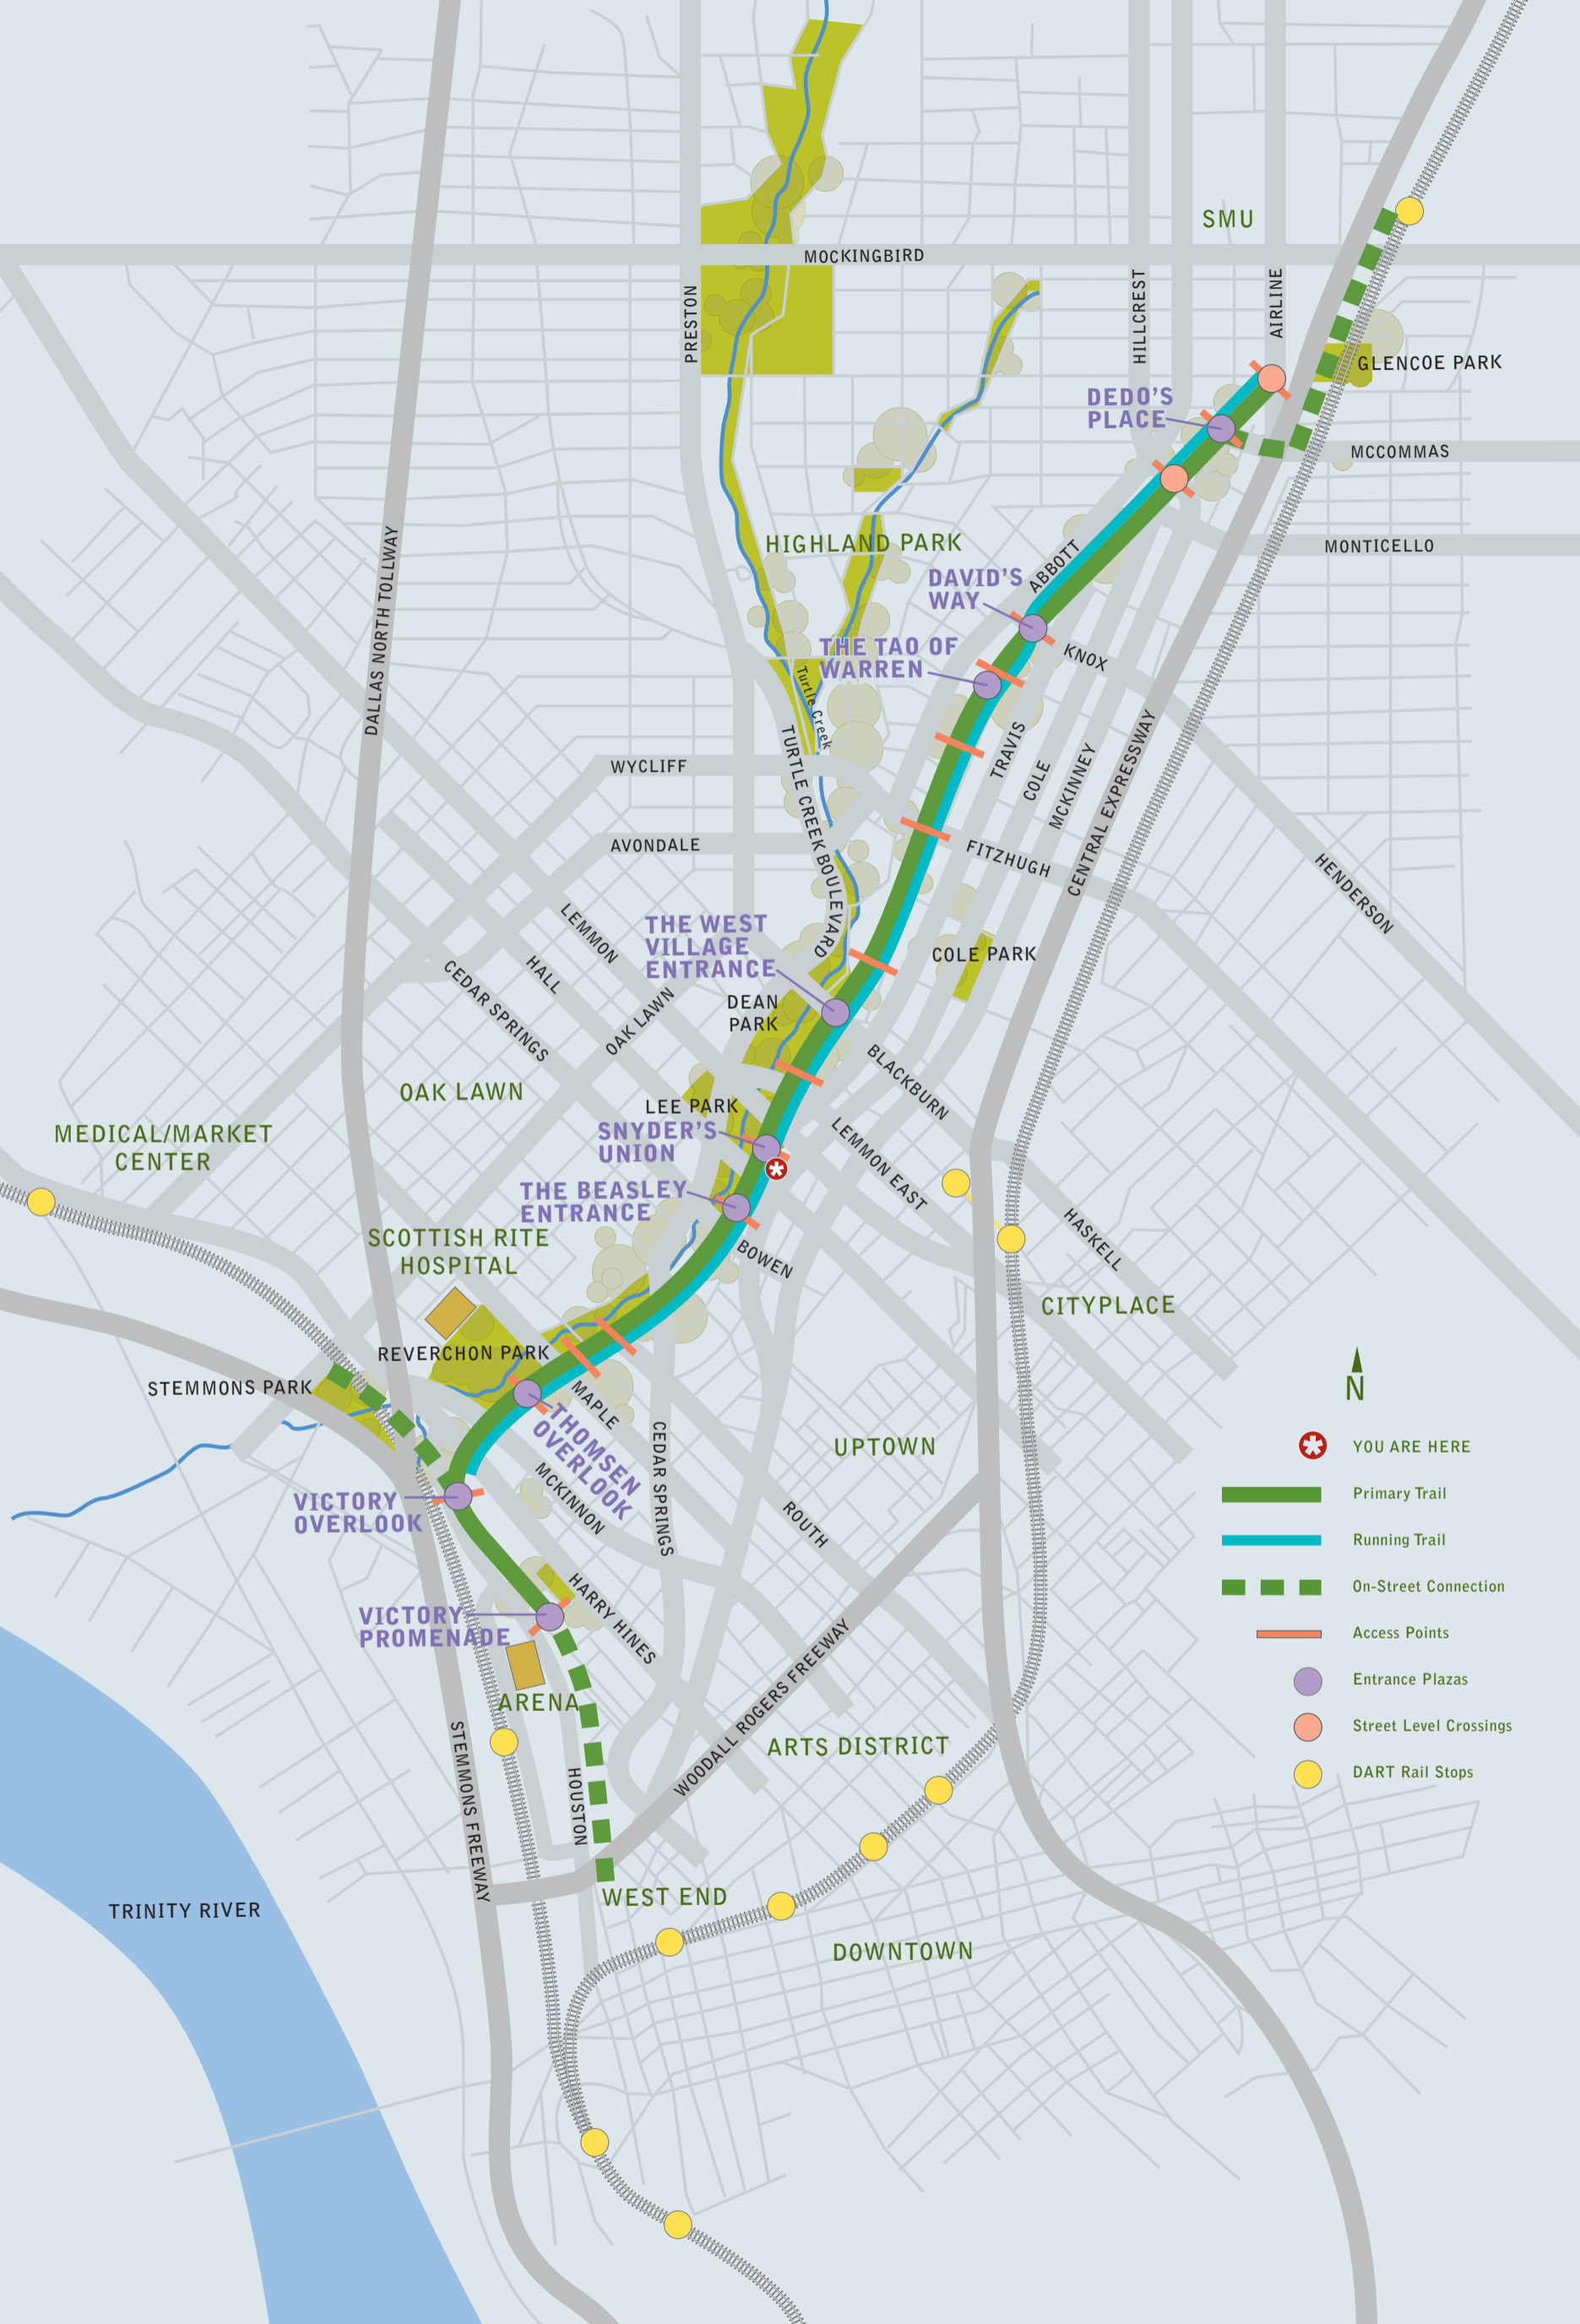 SMU
MOCKINGBIRD
PRESTON
HILLCREST
AIRLINE
GLENCOE PARK
DEDO'S
PLACE
MCCOMMAS
HIGHLAND PARK
MONTICELLO
ABBOTT
DAVID'S
WAY
DALLAS NORTH TOLLWAY
THE TAO OF
WARREN
KNOX
Turtle Creek
TRAVIS
COLE
MCKINNEY
CENTRAL EXPRESSWAY
WYCLIFF
TURTLE CREEK BOULEVARD
AVONDALE
FITZHUGH
HENDERSON
LEMMON
THE WEST
VILLAGE
ENTRANCE
COLE PARK
HALL
CEDAR SPRINGS
OAK LAWN
DEAN
PARK
BLACKBURN
OAK LAWN
LEE PARK
MEDICAL/MARKET
CENTER
SNYDER'S
UNION
LEMMON EAST
THE BEASLEY
ENTRANCE
HASKELL
SCOTTISH RITE
HOSPITAL
BOWEN
CITYPLACE
REVERCHON PARK
STEMMONS PARK
MAPLE
THOMSEN
OVERLOOK
CEDAR SPRINGS
UPTOWN
MCKINNON
VICTORY
OVERLOOK
ROUTH
HARRY HINES
VICTORY
PROMENADE
WOODALL ROGERS FREEWAY
ARENA
ARTS DISTRICT
STEMMONS FREEWAY
HOUSTON
WEST END
TRINITY RIVER
DOWNTOWN
N
YOU ARE HERE
Primary Trail
Running Trail
On-Street Connection
Access Points
Entrance Plazas
Street Level Crossings
DART Rail Stops